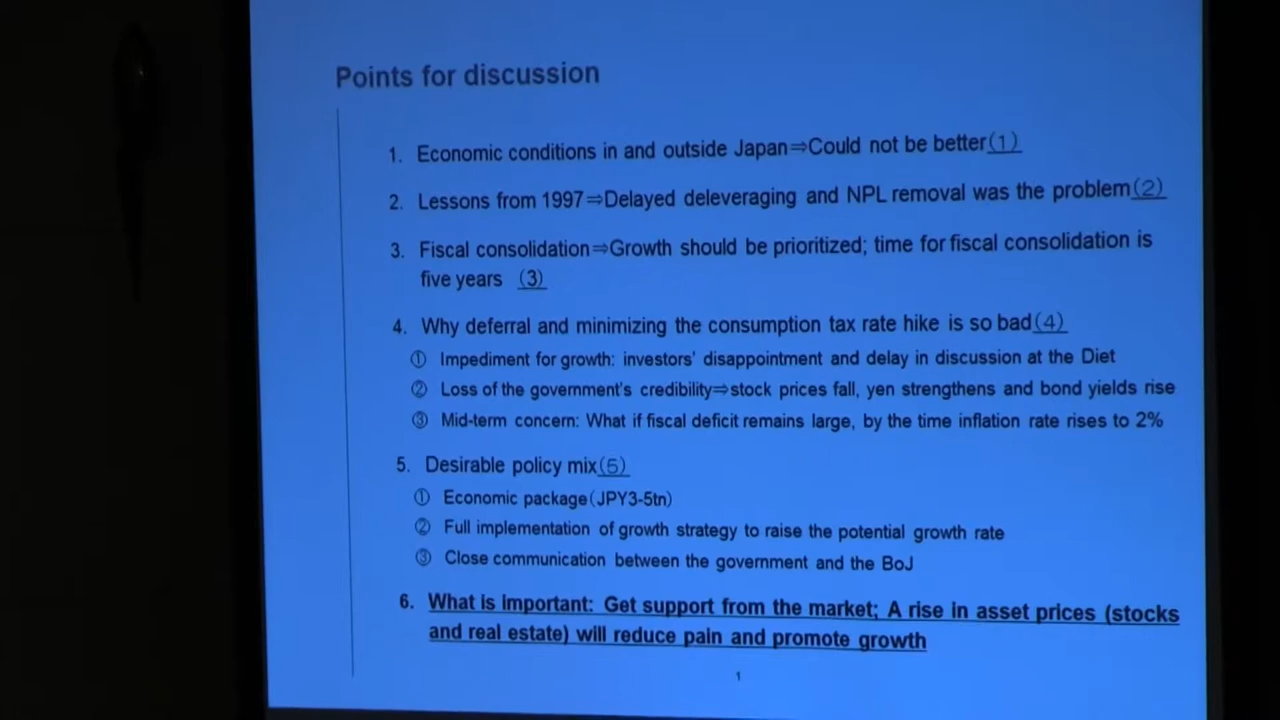 Points for discussion
1. Economic conditions in and outside Japan⇒Could not be better(1)
2. Lessons from 1997⇒Delayed deleveraging and NPL removal was the problem(2)
3. Fiscal consolidation⇒Growth should be prioritized; time for fiscal consolidation is
five years (3)
4. Why deferral and minimizing the consumption tax rate hike is so bad(4)
① Impediment for growth: investors' disappointment and delay in discussion at the Diet
② Loss of the government's credibility⇒stock prices fall, yen strengthens and bond yields rise
③ Mid-term concern: What if fiscal deficit remains large, by the time inflation rate rises to 2%
5. Desirable policy mix(5)
① Economic package(JPY3-5tn)
② Full implementation of growth strategy to raise the potential growth rate
③ Close communication between the government and the BoJ
6. What is Important: Get support from the market; A rise in asset prices (stocks
and real estate) will reduce pain and promote growth
1